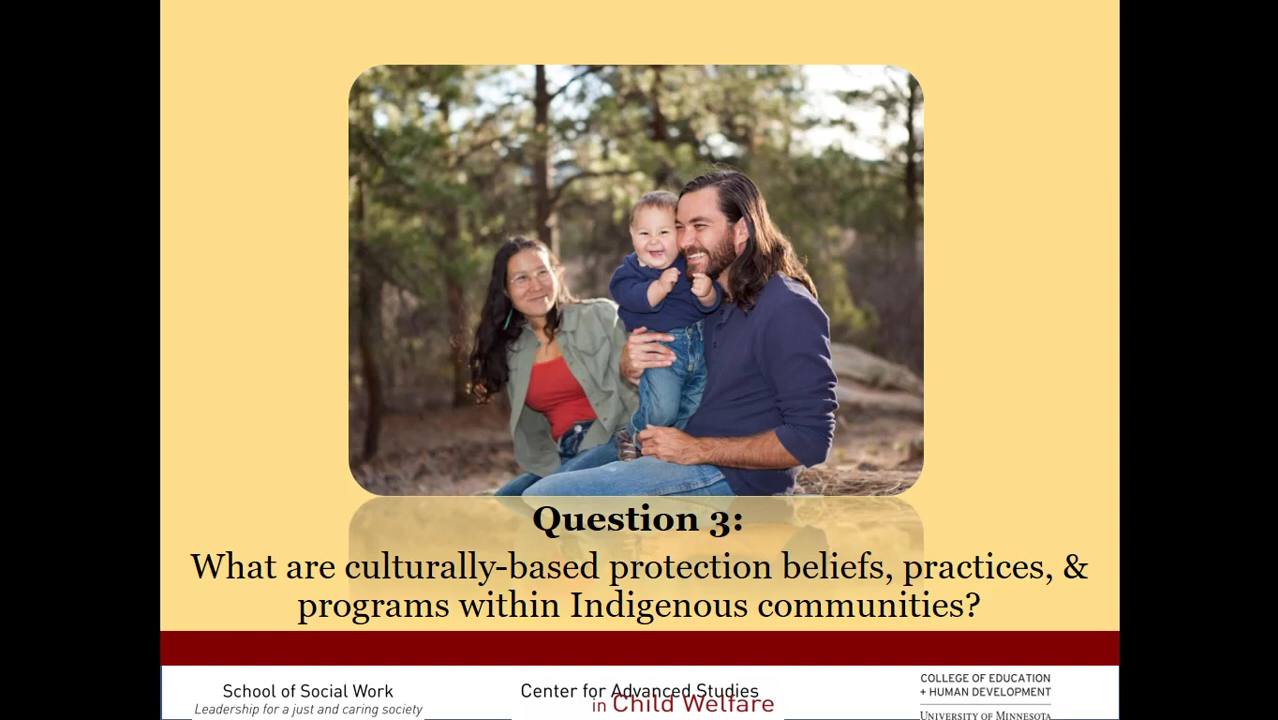 Question 3:
What are culturally-based protection beliefs, practices, &
programs within Indigenous communities?
School of Social Work
Leadership for a just and caring society
Center for Advanced Studies
in Child Welfare
COLLEGE OF EDUCATION
+ HUMAN DEVELOPMENT
UNIVERSITY OF MINNESOTA